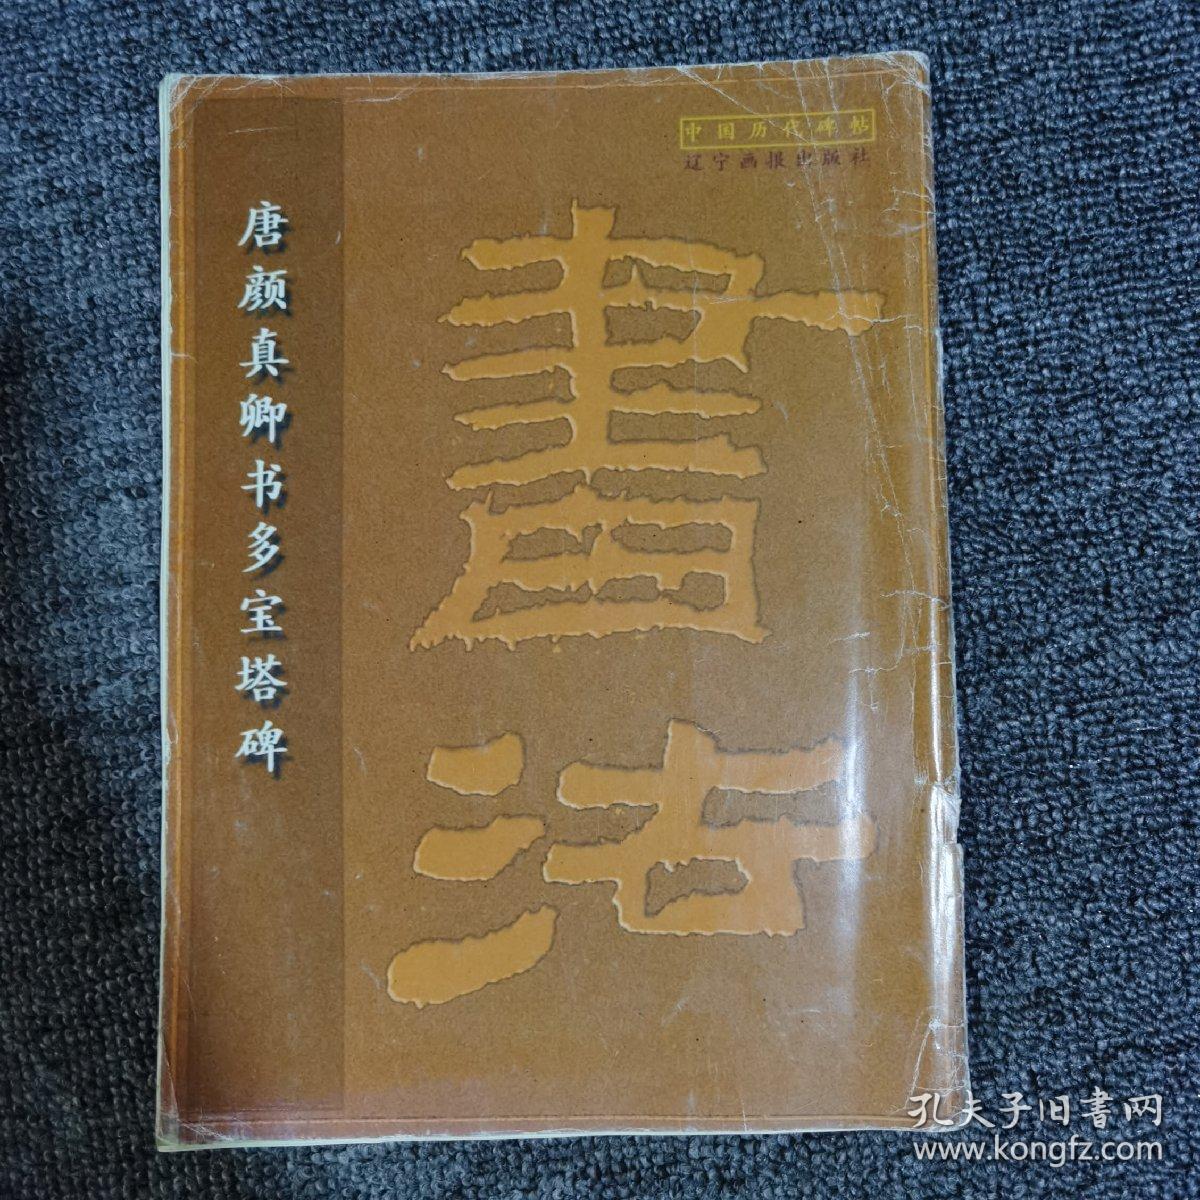 中国历代碑帖
辽宁画报出版社
唐颜真卿书多宝塔碑
書法
孔夫子旧書网
www.kongfz.com